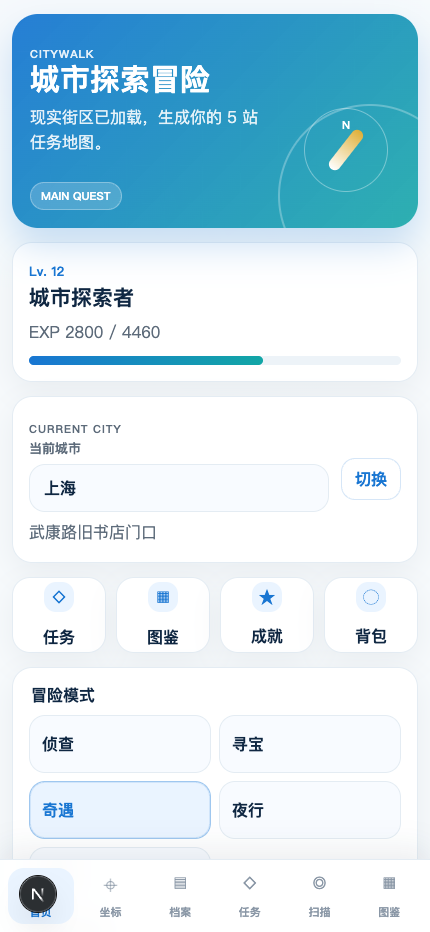 CITYWALK
城市探索冒险
现实街区已加载，生成你的 5 站
任务地图。
N
MAIN QUEST
Lv. 12
城市探索者
EXP 2800 / 4460
CURRENT CITY
当前城市
上海
切换
武康路旧书店门口
任务
图鉴
成就
背包
冒险模式
侦查
寻宝
奇遇
夜行
N
坐标
档案
任务
扫描
图鉴